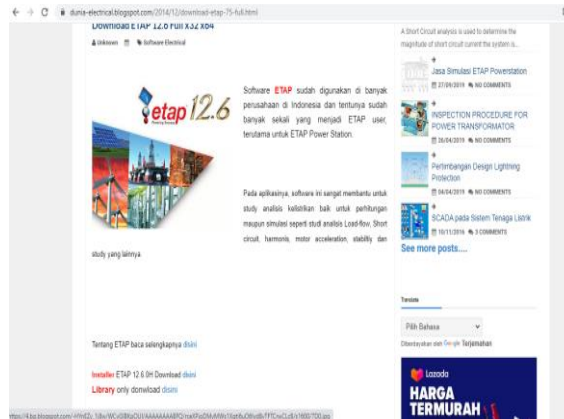 dunia-electrical.blogspot.com/2014/12/download-etap-75-full.html
Download ETAP 12.6 Full X32 X64
Unknown Software Electrical
etap 12.6
Software ETAP sudah digunakan di banyak
perusahaan di Indonesia dan tentunya sudah
banyak sekali yang menjadi ETAP user,
terutama untuk ETAP Power Station.
Pada aplikasinya, software ini sangat membantu untuk
study analisis kelistrikan baik untuk perhitungan
maupun simulasi seperti studi analisis Load-flow, Short
circuit, harmonis, motor acceleration, stability dan
study yang lainnya
Tentang ETAP baca selengkapnya disini
Installer ETAP 12.6.0H Download disini
Library only donwload disini
A Short Circuit analysis is used to determine the
magnitude of short circuit current the system is...
Jasa Simulasi ETAP Powerstation
27/09/2019 NO COMMENTS
INSPECTION PROCEDURE FOR
POWER TRANSFORMATOR
26/04/2019 NO COMMENTS
Pertimbangan Design Lightning
Protection
04/04/2019 NO COMMENTS
SCADA pada Sistem Tenaga Listrik
10/11/2016 3 COMMENTS
See more posts....
Translate
Pilih Bahasa
Diberdayakan oleh Google Terjemahan
Lazada
HARGA
TERMURAH